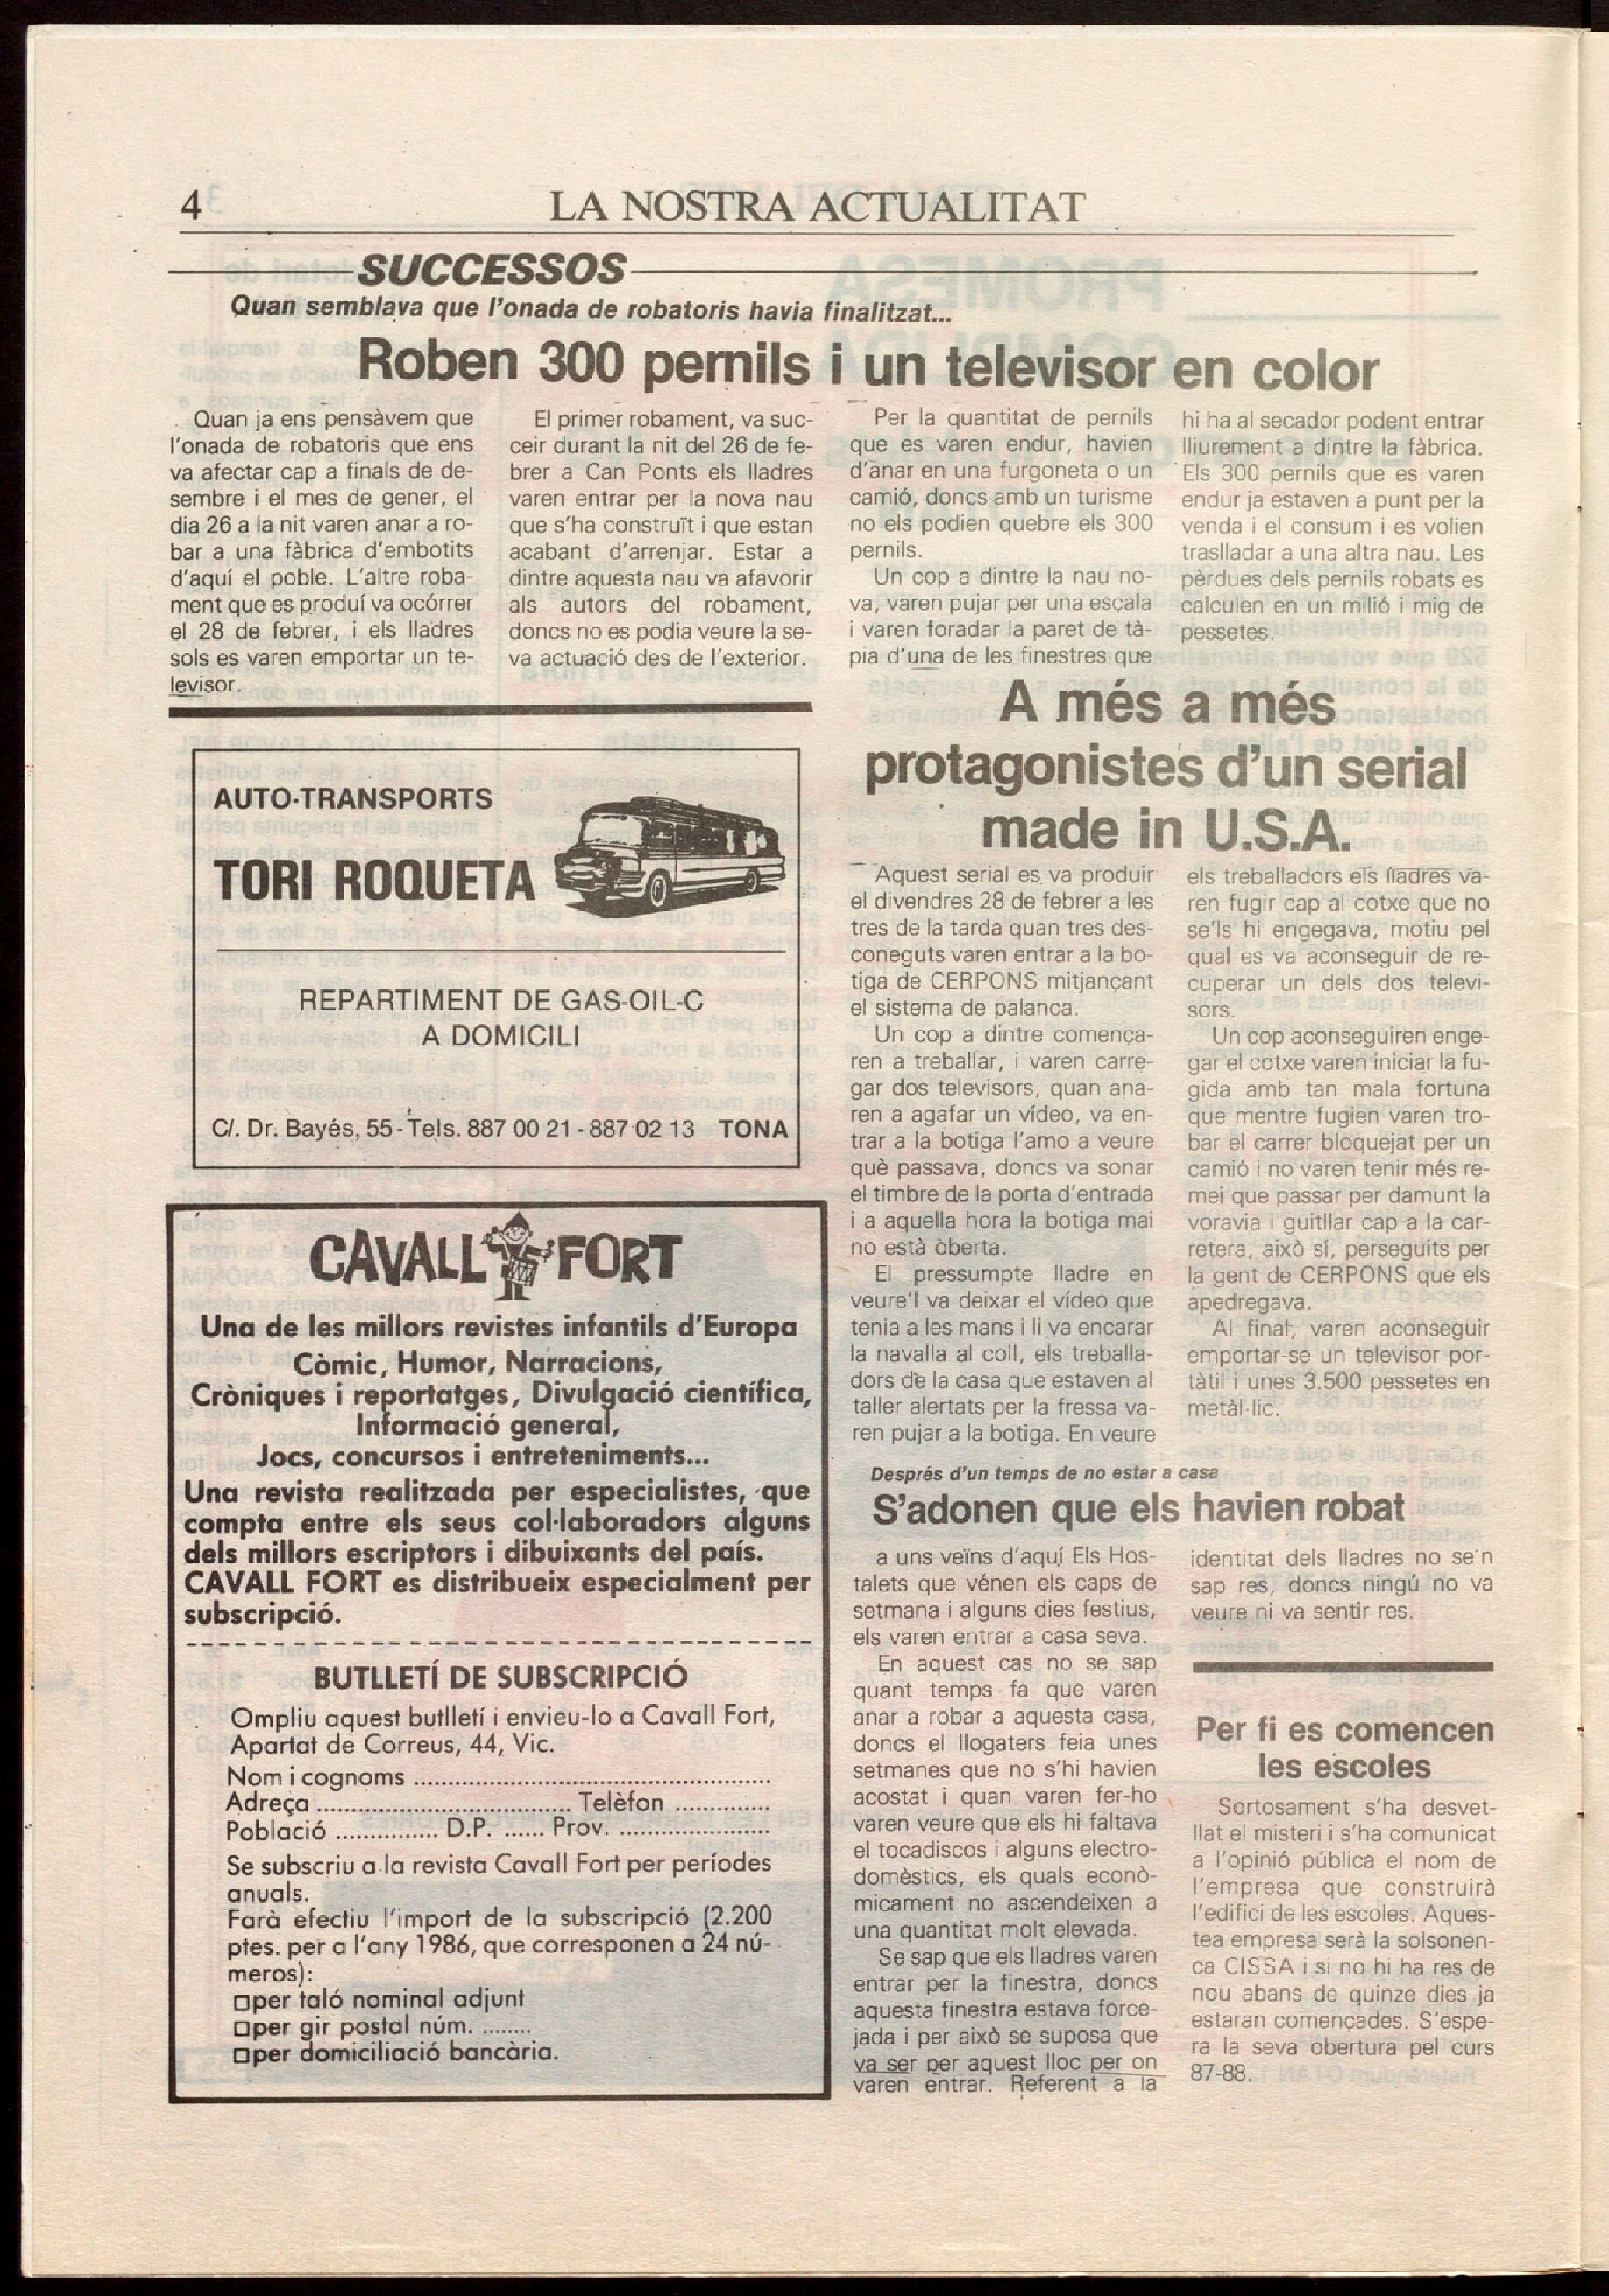 4
LA NOSTRA ACTUALITAT
SUCCESSOS
Quan semblava que l'onada de robatoris havia finalitzat...
Roben 300 pernils i un televisor en color
Quan ja ens pensàvem que
l'onada de robatoris que ens
va afectar cap a finals de de-
sembre i el mes de gener, el
dia 26 a la nit varen anar a ro-
bar a una fàbrica d'embotits
d'aquí el poble. L'altre roba-
ment que es produí va ocórrer
el 28 de febrer, i els lladres
sols es varen emportar un te-
levisor.
El primer robament, va suc-
ceir durant la nit del 26 de fe-
brer a Can Ponts els lladres
varen entrar per la nova nau
que s'ha construït i que estan
acabant d'arrenjar. Estar a
dintre aquesta nau va afavorir
als autors del robament,
doncs no es podia veure la se-
va actuació des de l'exterior.
Per la quantitat de pernils
que es varen endur, havien
d'anar en una furgoneta o un
camió, doncs amb un turisme
no els podien quebre els 300
pernils.
Un cop a dintre la nau no-
va, varen pujar per una escala
i varen foradar la paret de tà-
pia d'una de les finestres que
hi ha al secador podent entrar
lliurement a dintre la fàbrica.
Els 300 pernils que es varen
endur ja estaven a punt per la
venda i el consum i es volien
traslladar a una altra nau. Les
pèrdues dels pernils robats es
calculen en un milió i mig de
pessetes.
AUTO-TRANSPORTS
TORI ROQUETA
REPARTIMENT DE GAS-OIL-C
A DOMICILI
C/. Dr. Bayés, 55 - Tels. 887 00 21 - 887 02 13 TONA
CAVALL FORT
Una de les millors revistes infantils d'Europa
Còmic, Humor, Narracions,
Cròniques i reportatges, Divulgació científica,
Informació general,
Jocs, concursos i entreteniments...
Una revista realitzada per especialistes, que
compta entre els seus col·laboradors alguns
dels millors escriptors i dibuixants del país.
CAVALL FORT es distribueix especialment per
subscripció.
BUTLLETÍ DE SUBSCRIPCIÓ
Ompliu aquest butlletí i envieu-lo a Cavall Fort,
Apartat de Correus, 44, Vic.
Nom i cognoms ....................................................
Adreça ..................................... Telèfon ..............
Població ............... D.P. ...... Prov. ......................
Se subscriu a la revista Cavall Fort per períodes
anuals.
Farà efectiu l'import de la subscripció (2.200
ptes. per a l'any 1986, que corresponen a 24 nú-
meros):
□ per taló nominal adjunt
□ per gir postal núm. ........
□ per domiciliació bancària.
A més a més
protagonistes d'un serial
made in U.S.A.
Aquest serial es va produir
el divendres 28 de febrer a les
tres de la tarda quan tres des-
coneguts varen entrar a la bo-
tiga de CERPONS mitjançant
el sistema de palanca.
Un cop a dintre comença-
ren a treballar, i varen carre-
gar dos televisors, quan ana-
ren a agafar un vídeo, va en-
trar a la botiga l'amo a veure
què passava, doncs va sonar
el timbre de la porta d'entrada
i a aquella hora la botiga mai
no està òberta.
El pressumpte lladre en
veure'l va deixar el vídeo que
tenia a les mans i li va encarar
la navalla al coll, els treballa-
dors de la casa que estaven al
taller alertats per la fressa va-
ren pujar a la botiga. En veure
els treballadors els lladres va-
ren fugir cap al cotxe que no
se'ls hi engegava, motiu pel
qual es va aconseguir de re-
cuperar un dels dos televi-
sors.
Un cop aconseguiren enge-
gar el cotxe varen iniciar la fu-
gida amb tan mala fortuna
que mentre fugien varen tro-
bar el carrer bloquejat per un
camió i no varen tenir més re-
mei que passar per damunt la
voravia i guitllar cap a la car-
retera, això sí, perseguits per
la gent de CERPONS que els
apedregava.
Al final, varen aconseguir
emportar-se un televisor por-
tàtil i unes 3.500 pessetes en
metàl·lic.
Després d'un temps de no estar a casa
S'adonen que els havien robat
a uns veïns d'aquí Els Hos-
talets que vénen els caps de
setmana i alguns dies festius,
els varen entrar a casa seva.
En aquest cas no se sap
quant temps fa que varen
anar a robar a aquesta casa,
doncs el llogaters feia unes
setmanes que no s'hi havien
acostat i quan varen fer-ho
varen veure que els hi faltava
el tocadiscos i alguns electro-
domèstics, els quals econò-
micament no ascendeixen a
una quantitat molt elevada.
Se sap que els lladres varen
entrar per la finestra, doncs
aquesta finestra estava force-
jada i per això se suposa que
va ser per aquest lloc per on
varen entrar. Referent a la
identitat dels lladres no se'n
sap res, doncs ningú no va
veure ni va sentir res.
Per fi es comencen
les escoles
Sortosament s'ha desvet-
llat el misteri i s'ha comunicat
a l'opinió pública el nom de
l'empresa que construirà
l'edifici de les escoles. Aques-
tea empresa serà la solsonen-
ca CISSA i si no hi ha res de
nou abans de quinze dies ja
estaran començades. S'espe-
ra la seva obertura pel curs
87-88.